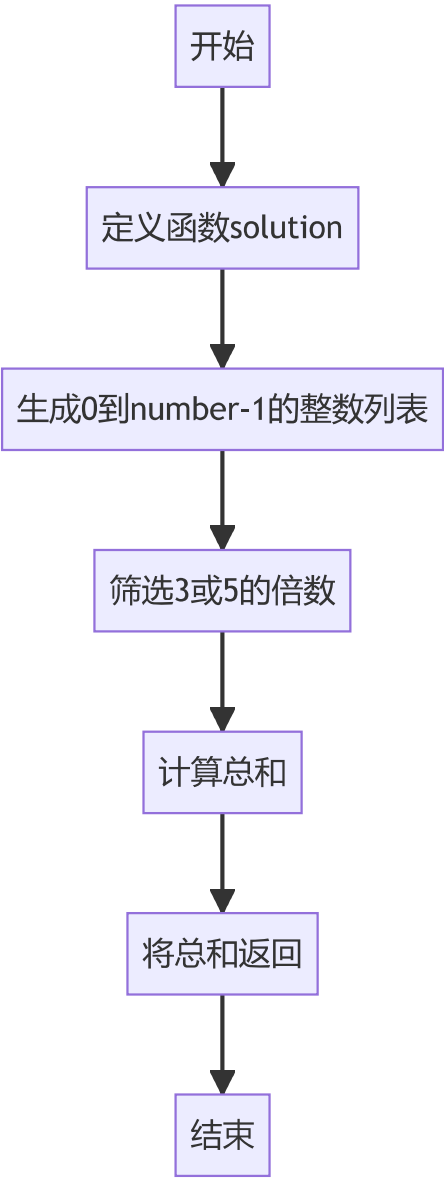 开始
定义函数solution
生成0到number-1的整数列表
筛选3或5的倍数
计算总和
将总和返回
结束